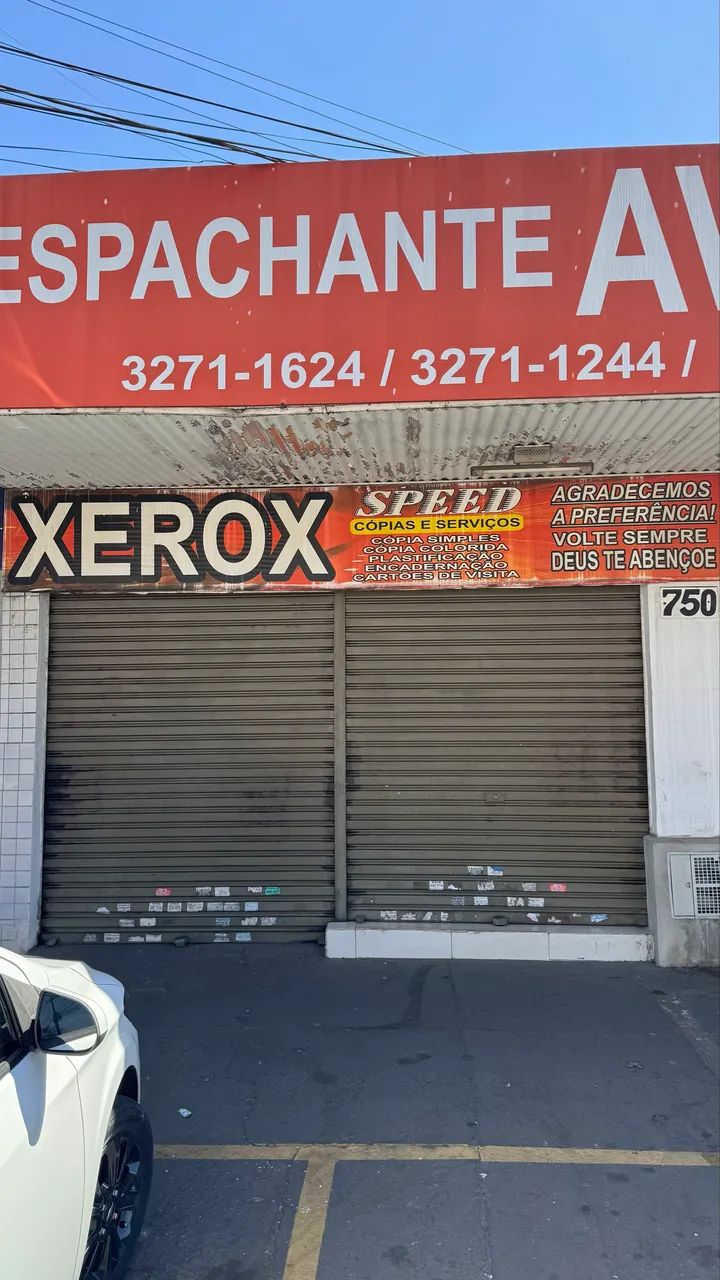 ESPACHANTE AV
3271-1624 / 3271-1244 /
XEROX
SPEED
CÓPIAS E SERVIÇOS
CÓPIA SIMPLES
CÓPIA COLORIDA
PLASTIFICAÇÃO
ENCADERNAÇÃO
CARTÕES DE VISITA
AGRADECEMOS
A PREFERÊNCIA!
VOLTE SEMPRE
DEUS TE ABENÇOE
750